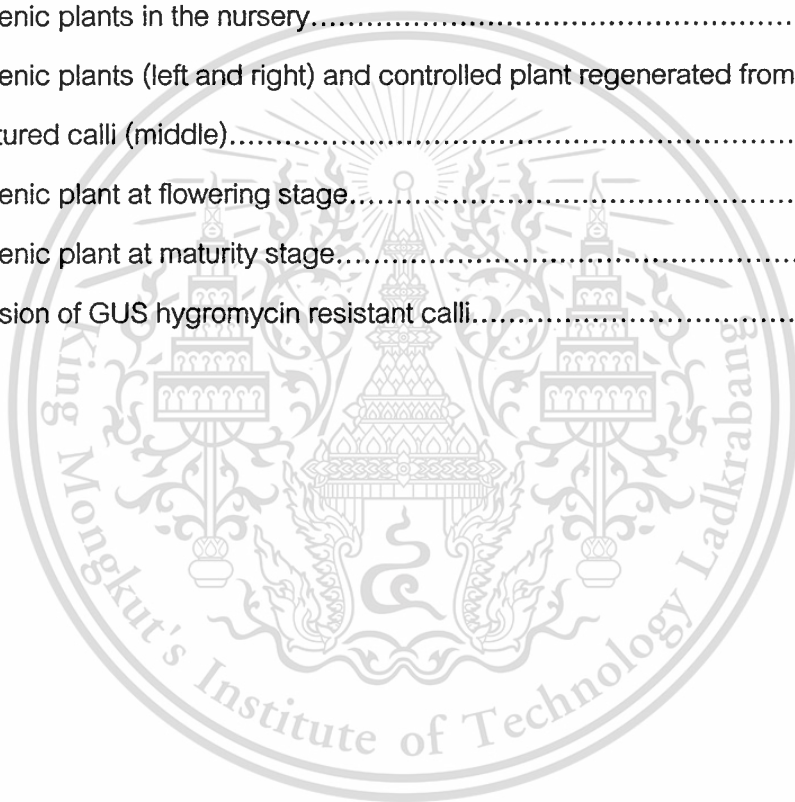 enic plants in the nursery........................................................
enic plants (left and right) and controlled plant regenerated from
tured calli (middle)....................................................................
enic plant at flowering stage..................................................
enic plant at maturity stage....................................................
sion of GUS hygromycin resistant calli..................................
King Mongkut's Institute of Technology Ladkrabang